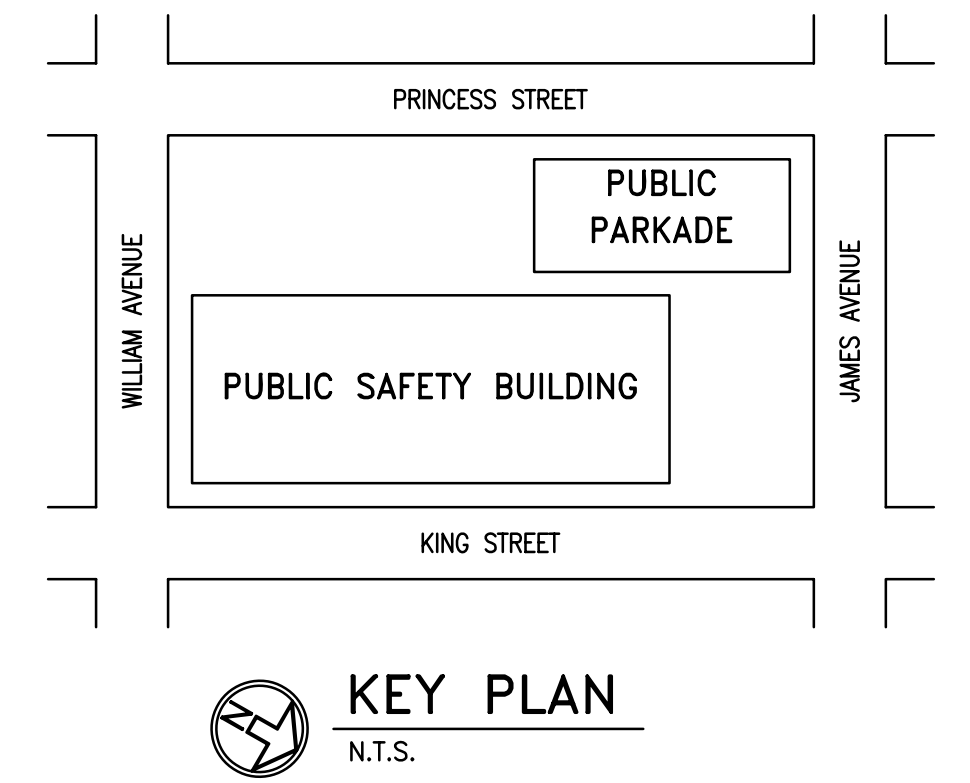 PRINCESS STREET
PUBLIC
PARKADE
WILLIAM AVENUE
JAMES AVENUE
PUBLIC SAFETY BUILDING
KING STREET
N
KEY PLAN
N.T.S.